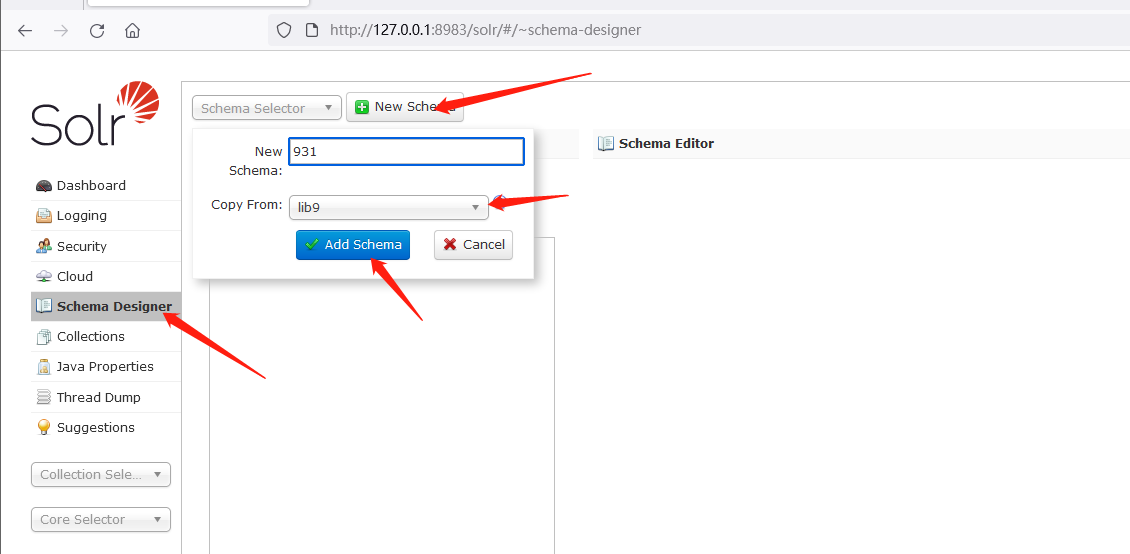 http://127.0.0.1:8983/solr/#/~schema-designer
Solr
Dashboard
Logging
Security
Cloud
Schema Designer
Collections
Java Properties
Thread Dump
Suggestions
Collection Sele...
Core Selector
Schema Selector
New Schema
New
Schema:
931
Copy From:
lib9
Add Schema
Cancel
Schema Editor